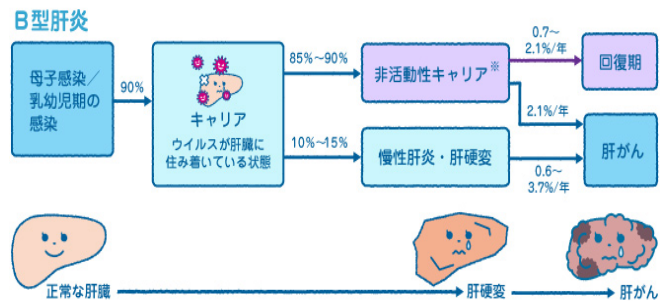 B型肝炎
母子感染／
乳幼児期の
感染
90%
キャリア
ウイルスが肝臓に
住み着いている状態
85%～90%
非活動性キャリア※
0.7～
2.1%/年
回復期
2.1%/年
肝がん
10%～15%
慢性肝炎・肝硬変
0.6～
3.7%/年
正常な肝臓
肝硬変
肝がん